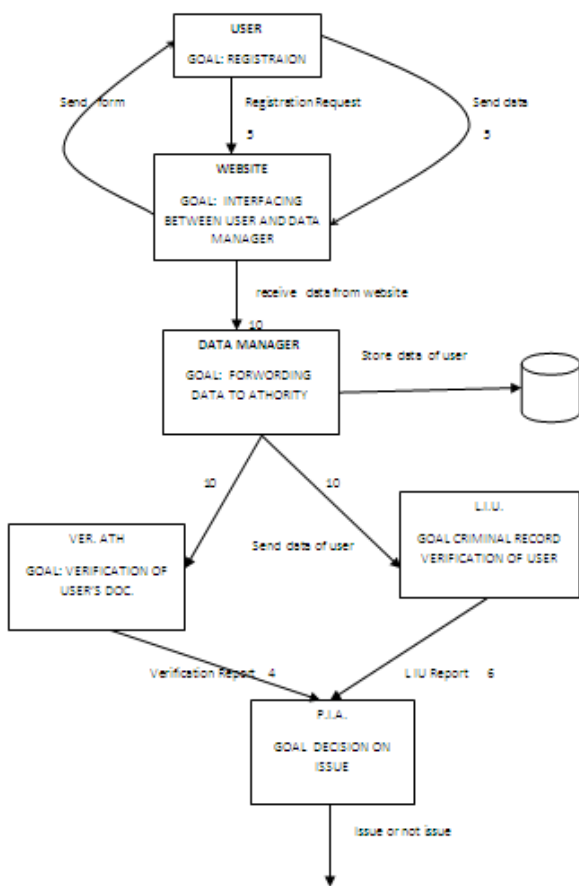 USER
GOAL: REGISTRAION
Send form
Registration Request
Send data
5
5
WEBSITE
GOAL: INTERFACING
BETWEEN USER AND DATA
MANAGER
receive data from website
10
DATA MANAGER
GOAL: FORWORDING
DATA TO ATHORITY
Store data of user
10
10
VER. ATH
GOAL: VERIFICATION OF
USER'S DOC.
Send data of user
L.I.U.
GOAL CRIMINAL RECORD
VERIFICATION OF USER
Verification Report 4
LIU Report 6
P.I.A.
GOAL DECISION ON
ISSUE
Issue or not issue